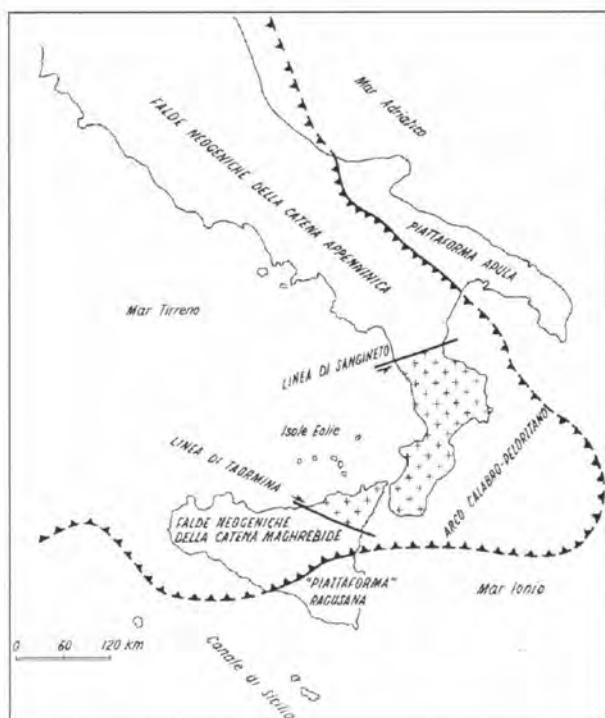 Mar Adriatico
FALDE NEOGENICHE DELLA CATENA APPENNINICA
PIATTAFORMA APULA
Mar Tirreno
LINEA DI SANGINETO
Isole Eolie
LINEA DI TAORMINA
ARCO CALABRO-PELORITANO
FALDE NEOGENICHE
DELLA CATENA MAGHREBIDE
"PIATTAFORMA"
RAGUSANA
Mar Ionio
0 60 120 KM
Canale di Sicilia